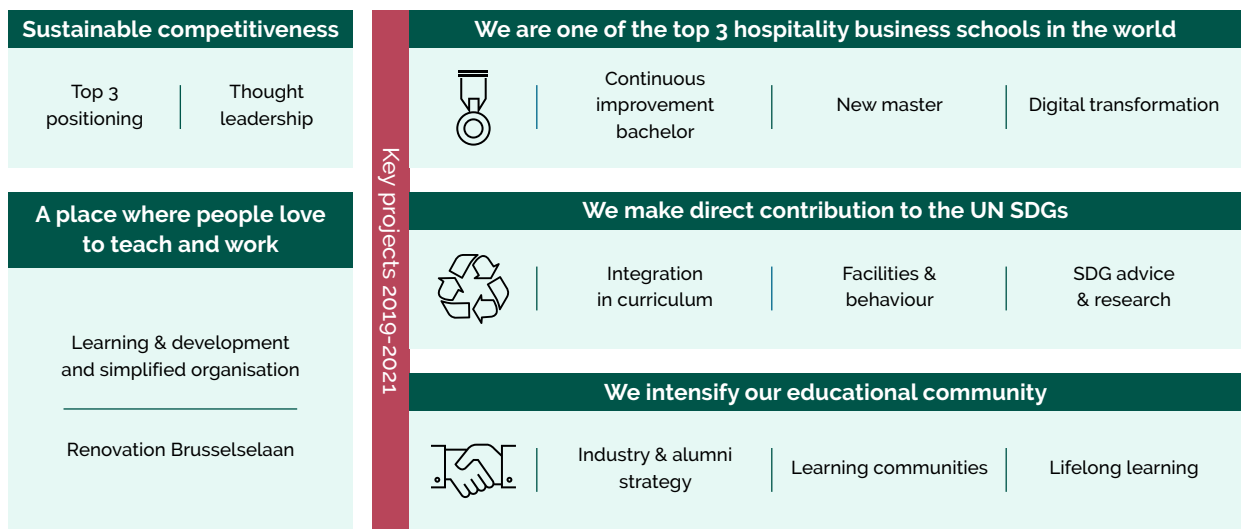 Sustainable competitiveness
Top 3
positioning
Thought
leadership
A place where people love
to teach and work
Learning & development
and simplified organisation
Renovation Brusselselaan
Key projects 2019-2021
We are one of the top 3 hospitality business schools in the world
Continuous
improvement
bachelor
New master
Digital transformation
We make direct contribution to the UN SDGs
Integration
in curriculum
Facilities &
behaviour
SDG advice
& research
We intensify our educational community
Industry & alumni
strategy
Learning communities
Lifelong learning